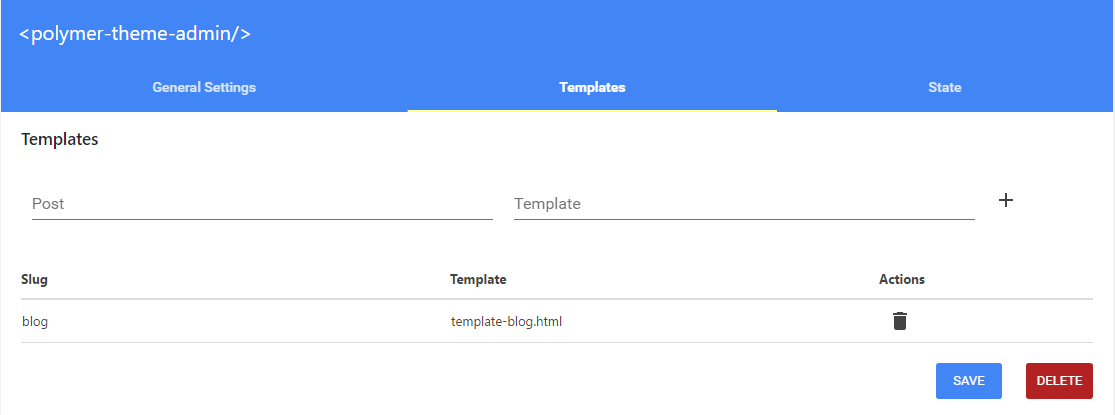 <polymer-theme-admin/>
General Settings Templates State
Templates
Post Template
Slug Template Actions
blog template-blog.html
SAVE DELETE